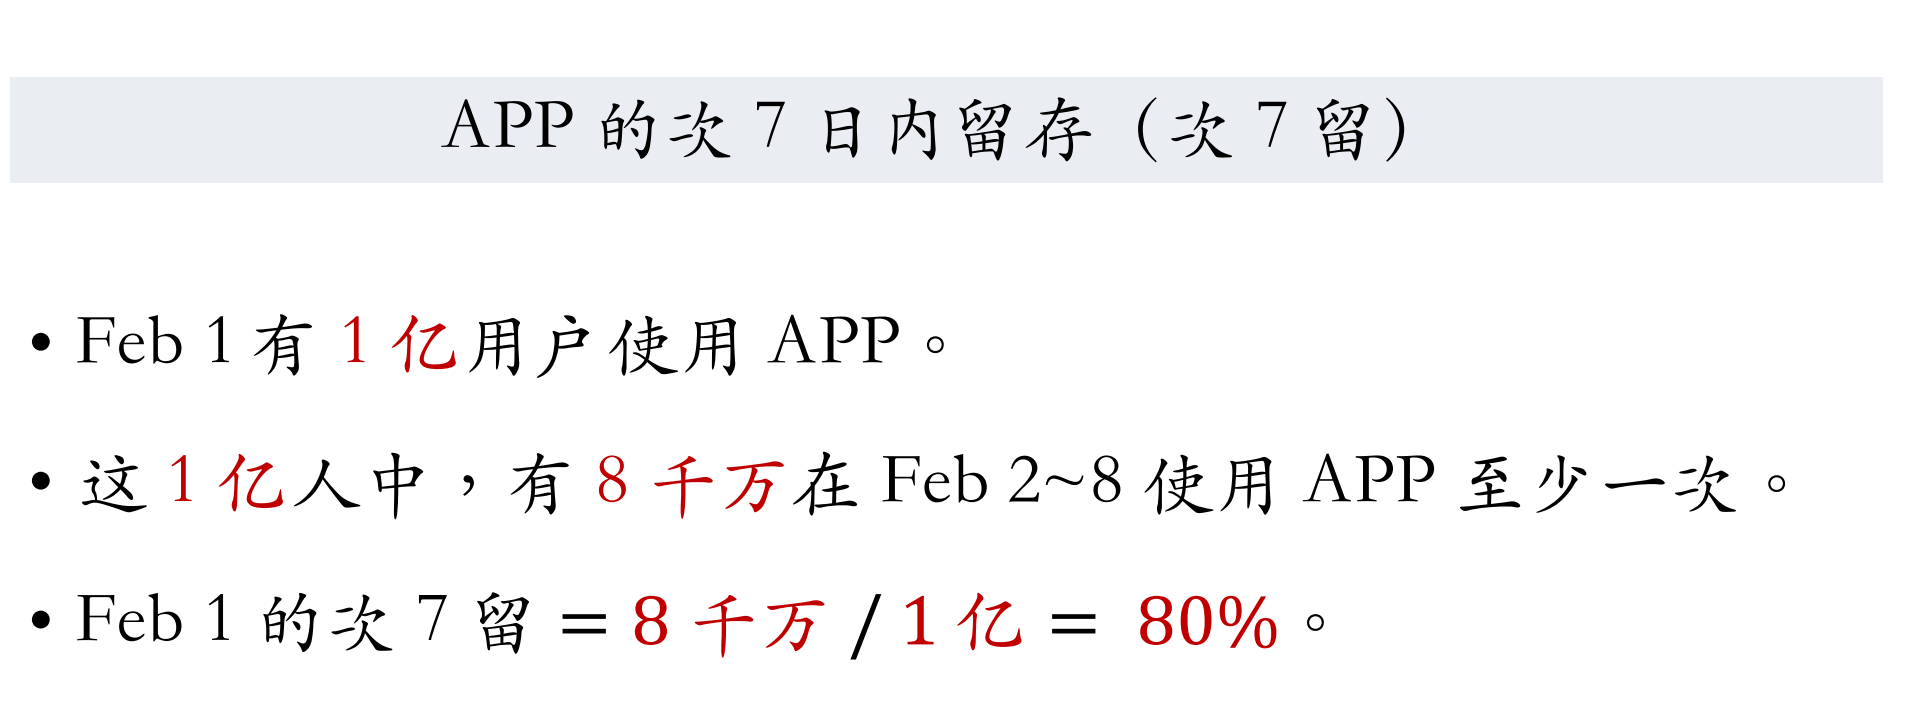 APP 的次 7 日内留存（次 7 留）
• Feb 1 有 1 亿用户使用 APP。
• 这 1 亿人中，有 8 千万在 Feb 2~8 使用 APP 至少一次。
• Feb 1 的次 7 留 = 8 千万 / 1 亿 = 80%。